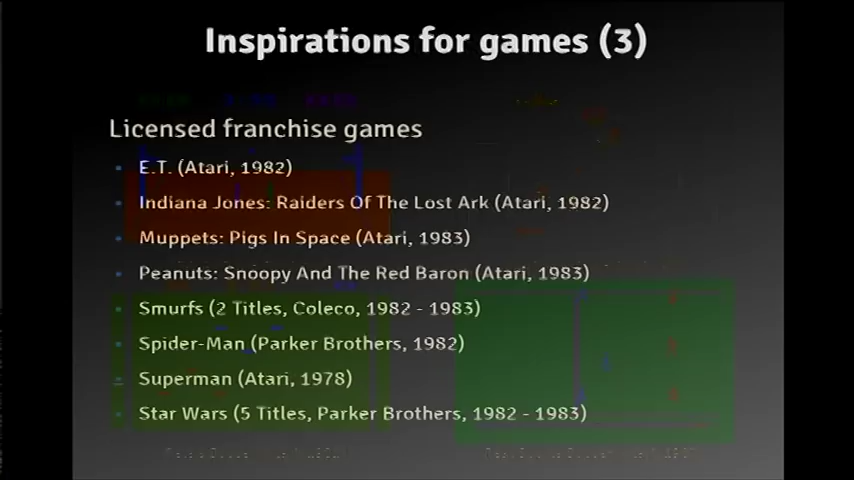 Inspirations for games (3)
Licensed franchise games
E.T. (Atari, 1982)
Indiana Jones: Raiders Of The Lost Ark (Atari, 1982)
Muppets: Pigs In Space (Atari, 1983)
Peanuts: Snoopy And The Red Baron (Atari, 1983)
Smurfs (2 Titles, Coleco, 1982 - 1983)
Spider-Man (Parker Brothers, 1982)
Superman (Atari, 1978)
Star Wars (5 Titles, Parker Brothers, 1982 - 1983)